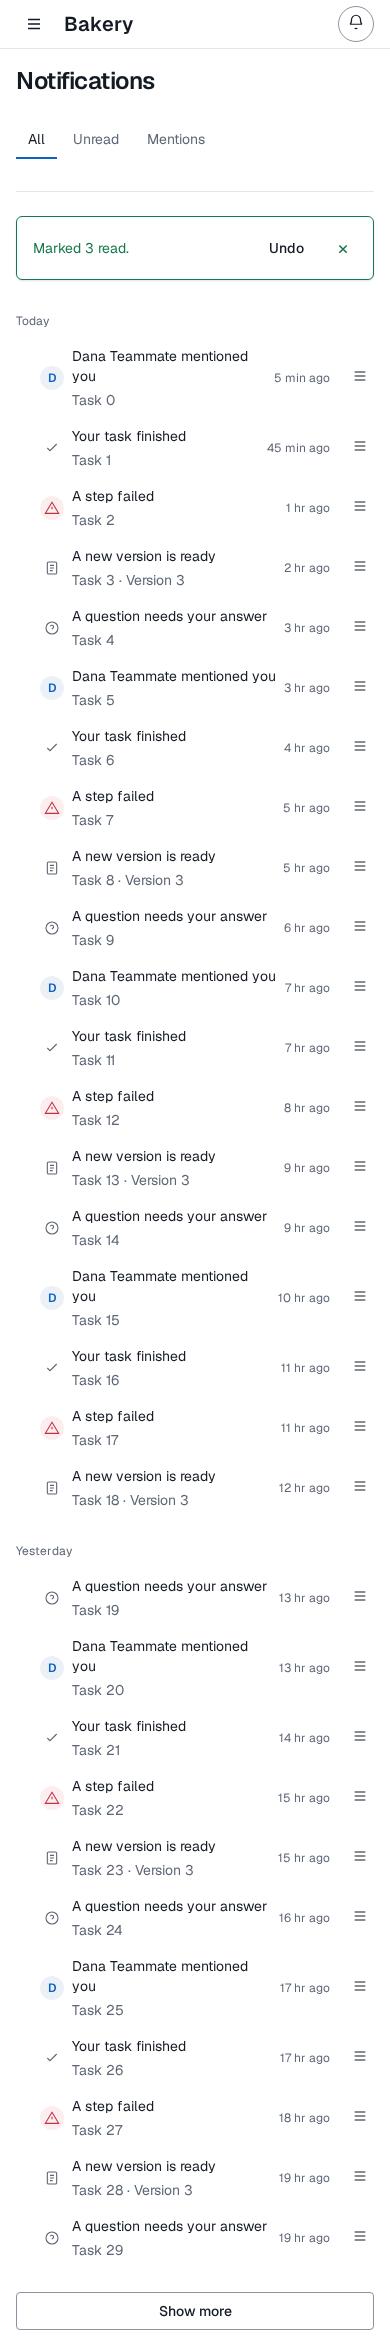 Bakery
Notifications
All Unread Mentions
Marked 3 read. Undo
Today
Dana Teammate mentioned
you
D 5 min ago
Task 0
Your task finished
45 min ago
Task 1
A step failed
1 hr ago
Task 2
A new version is ready
2 hr ago
Task 3 · Version 3
A question needs your answer
3 hr ago
Task 4
Dana Teammate mentioned you
D 3 hr ago
Task 5
Your task finished
4 hr ago
Task 6
A step failed
5 hr ago
Task 7
A new version is ready
5 hr ago
Task 8 · Version 3
A question needs your answer
6 hr ago
Task 9
Dana Teammate mentioned you
D 7 hr ago
Task 10
Your task finished
7 hr ago
Task 11
A step failed
8 hr ago
Task 12
A new version is ready
9 hr ago
Task 13 · Version 3
A question needs your answer
9 hr ago
Task 14
Dana Teammate mentioned
you
D 10 hr ago
Task 15
Your task finished
11 hr ago
Task 16
A step failed
11 hr ago
Task 17
A new version is ready
12 hr ago
Task 18 · Version 3
Yesterday
A question needs your answer
13 hr ago
Task 19
Dana Teammate mentioned
you
D 13 hr ago
Task 20
Your task finished
14 hr ago
Task 21
A step failed
15 hr ago
Task 22
A new version is ready
15 hr ago
Task 23 · Version 3
A question needs your answer
16 hr ago
Task 24
Dana Teammate mentioned
you
D 17 hr ago
Task 25
Your task finished
17 hr ago
Task 26
A step failed
18 hr ago
Task 27
A new version is ready
19 hr ago
Task 28 · Version 3
A question needs your answer
19 hr ago
Task 29
Show more